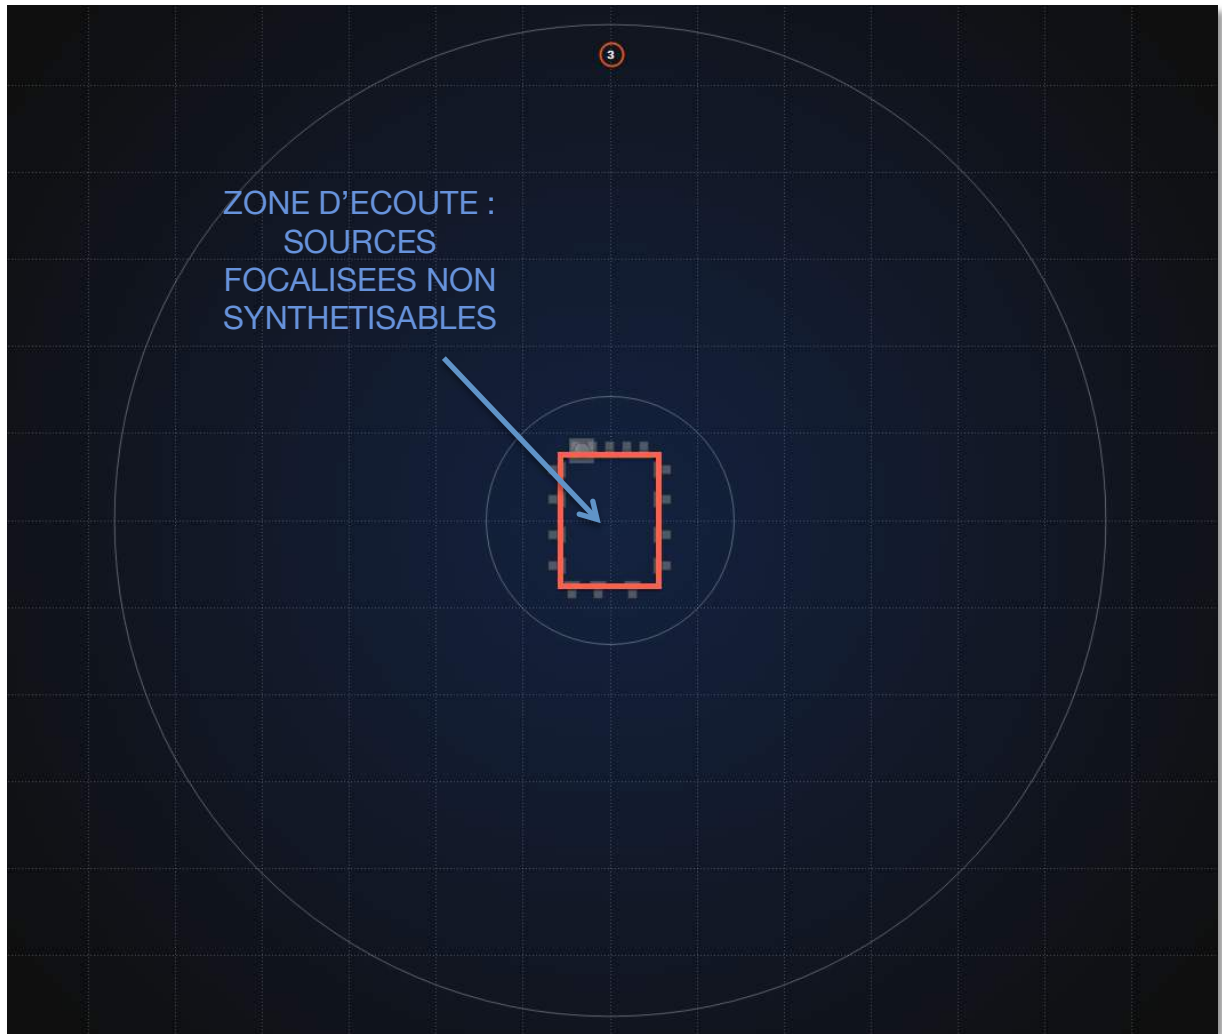 3
ZONE D’ECOUTE :
SOURCES
FOCALISEES NON
SYNTHETISABLES